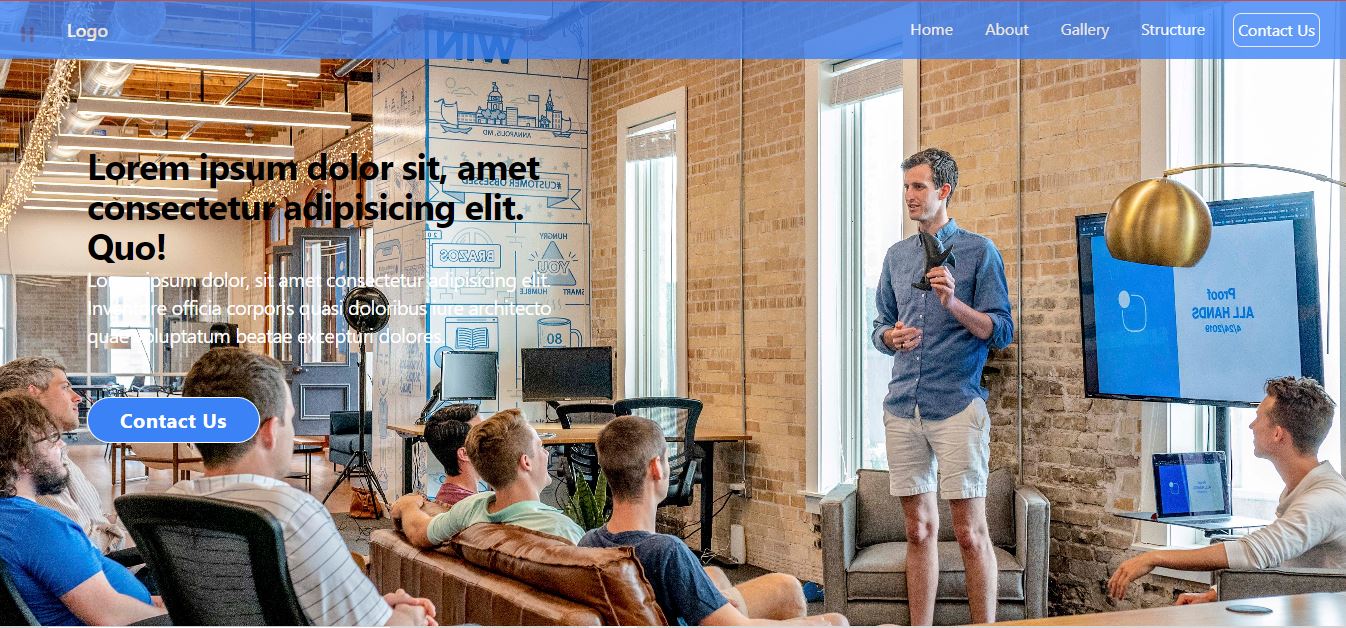 Logo
Home
About
Gallery
Structure
Contact Us
WIN
ANNAPOLIS, MD
#CUSTOMER OBSESSED
Lorem ipsum dolor sit, amet
consectetur adipisicing elit.
Quo!
Lorem ipsum dolor, sit amet consectetur adipisicing elit.
Inventore officia corporis quasi doloribus iure architecto
quae voluptatum beatae excepturi dolores.
BRAZOS
HUNGRY
YOU
HUMBLE
SMART
80
Proof
ALL HANDS
4/24/2019
Contact Us